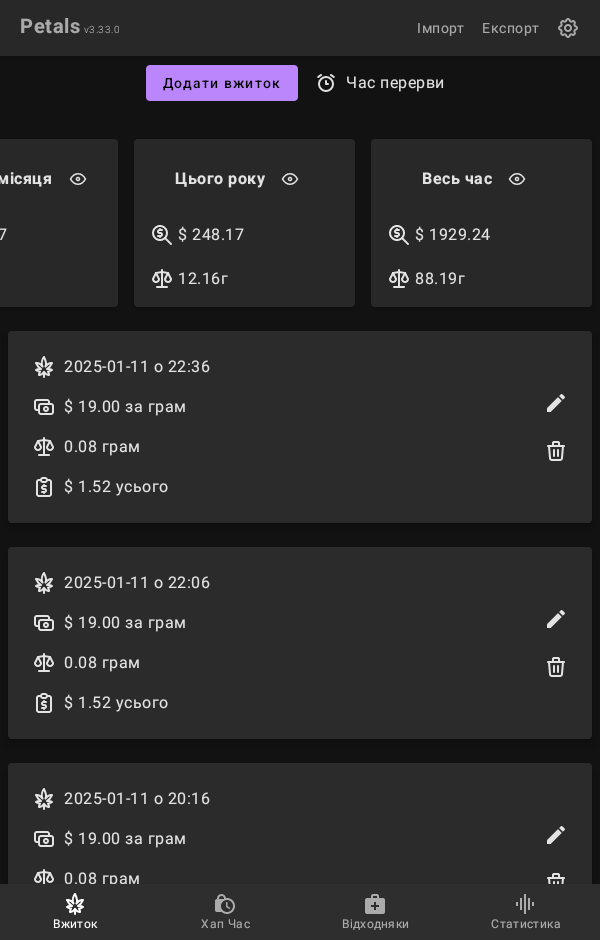 Petals v3.33.0
Імпорт
Експорт
Додати вжиток
Час перерви
місяця
Цього року
Весь час
7
$ 248.17
$ 1929.24
12.16г
88.19г
2025-01-11 о 22:36
$ 19.00 за грам
0.08 грам
$ 1.52 усього
2025-01-11 о 22:06
$ 19.00 за грам
0.08 грам
$ 1.52 усього
2025-01-11 о 20:16
$ 19.00 за грам
0.08 грам
Вжиток
Хап Час
Відходняки
Статистика